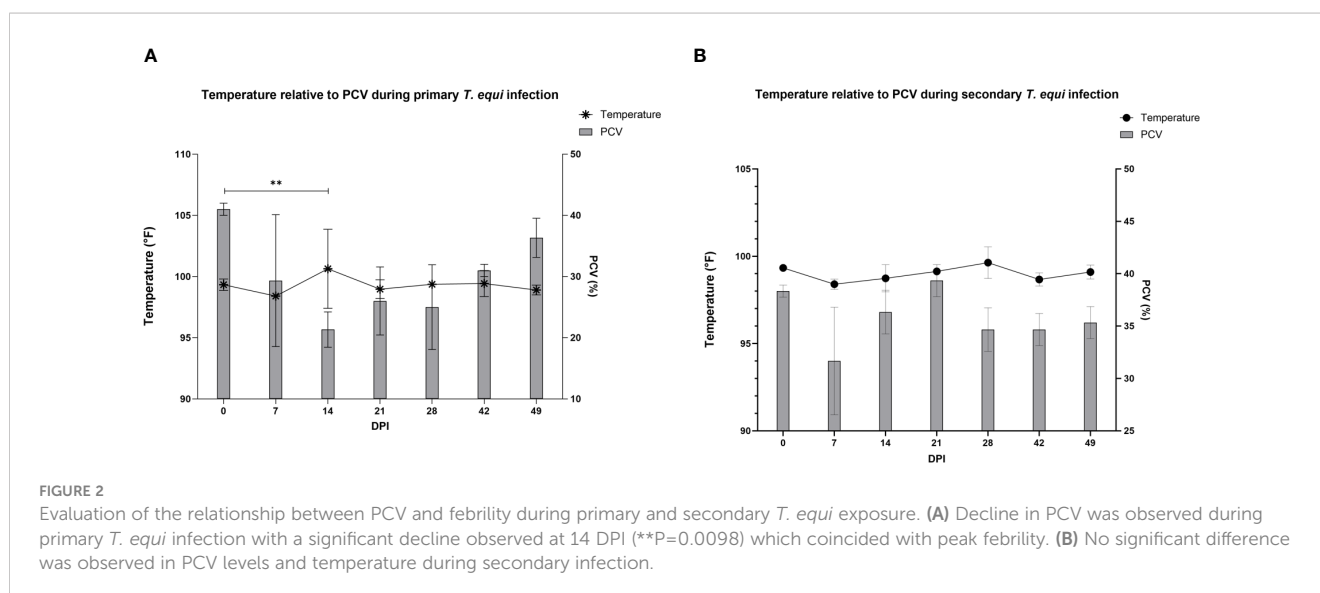 A
Temperature relative to PCV during primary T. equi infection
Temperature
PCV
110
105
100
95
90
Temperature (°F)
**
50
40
30
20
10
PCV (%)
0 7 14 21 28 42 49
DPI
B
Temperature relative to PCV during secondary T. equi infection
Temperature
PCV
105
100
95
90
Temperature (°F)
50
45
40
35
30
25
PCV (%)
0 7 14 21 28 42 49
DPI
FIGURE 2
Evaluation of the relationship between PCV and febrility during primary and secondary T. equi exposure. (A) Decline in PCV was observed during
primary T. equi infection with a significant decline observed at 14 DPI (**P=0.0098) which coincided with peak febrility. (B) No significant difference
was observed in PCV levels and temperature during secondary infection.